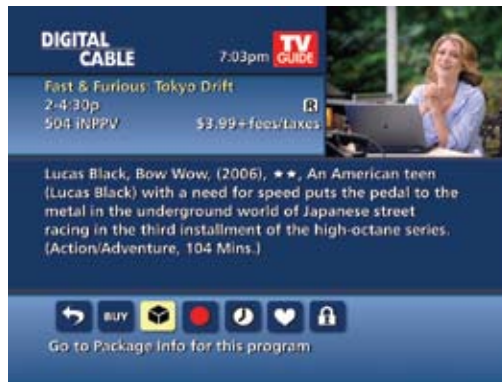 DIGITAL
CABLE
7:03pm
TV
GUIDE
Fast & Furious: Tokyo Drift
2-4:30p
R
504 iNPPV
$3.99+fees/taxes
Lucas Black, Bow Wow, (2006), ★★, An American teen
(Lucas Black) with a need for speed puts the pedal to the
metal in the underground world of Japanese street
racing in the third installment of the high-octane series.
(Action/Adventure, 104 Mins.)
BUY
Go to Package Info for this program